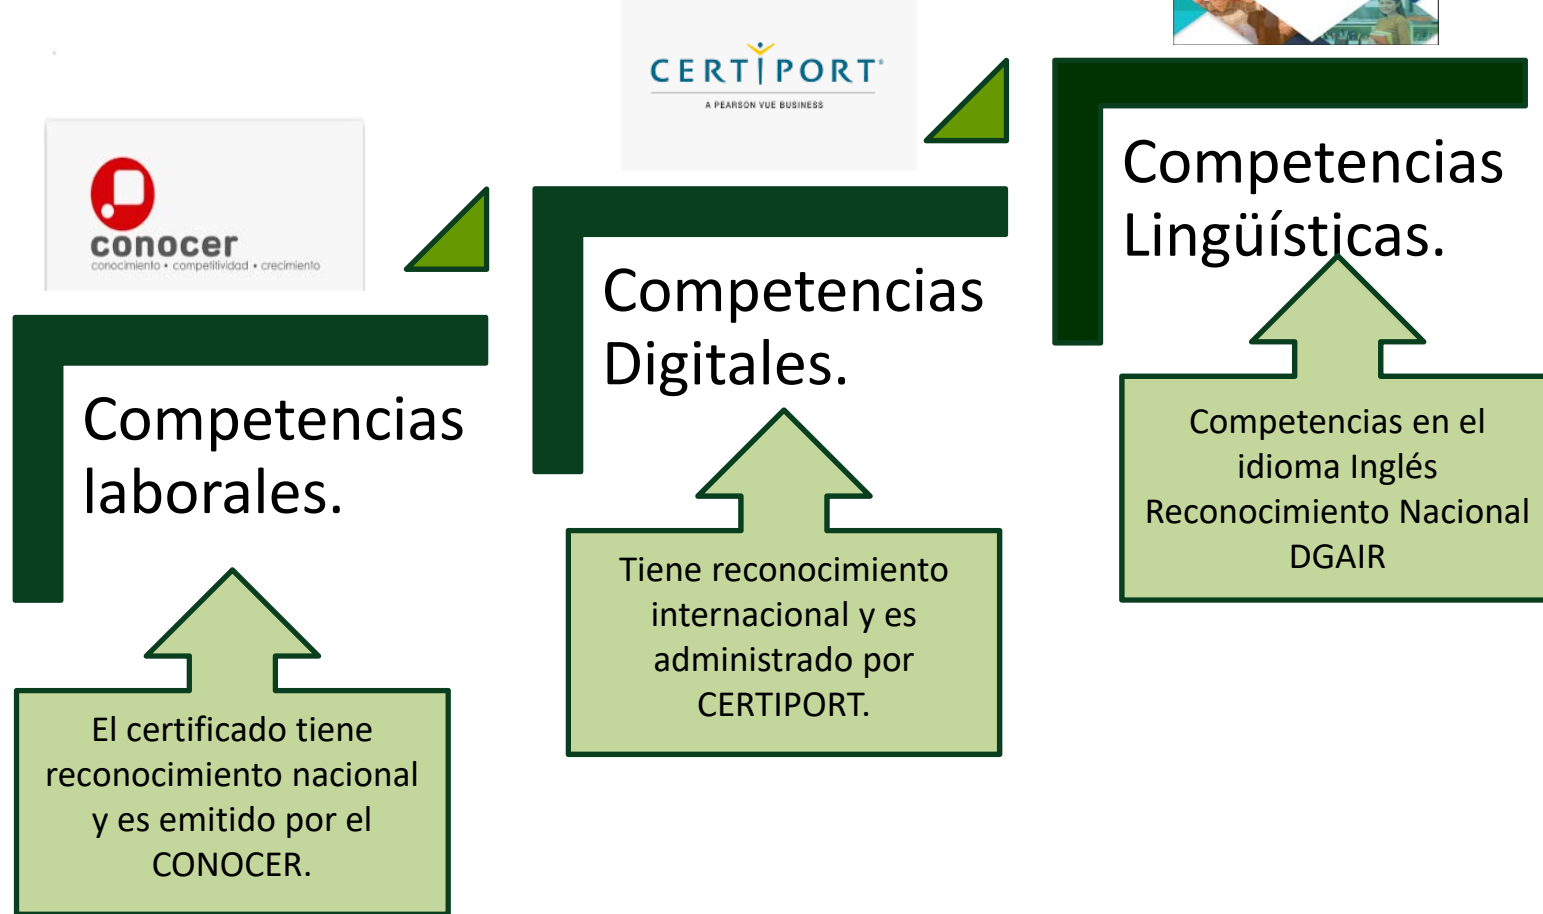 conocer
conocimiento • competitividad • crecimiento
Competencias
laborales.
El certificado tiene
reconocimiento nacional
y es emitido por el
CONOCER.
CERTIPORT®
A PEARSON VUE BUSINESS
Competencias
Digitales.
Tiene reconocimiento
internacional y es
administrado por
CERTIPORT.
Competencias
Lingüísticas.
Competencias en el
idioma Inglés
Reconocimiento Nacional
DGAIR